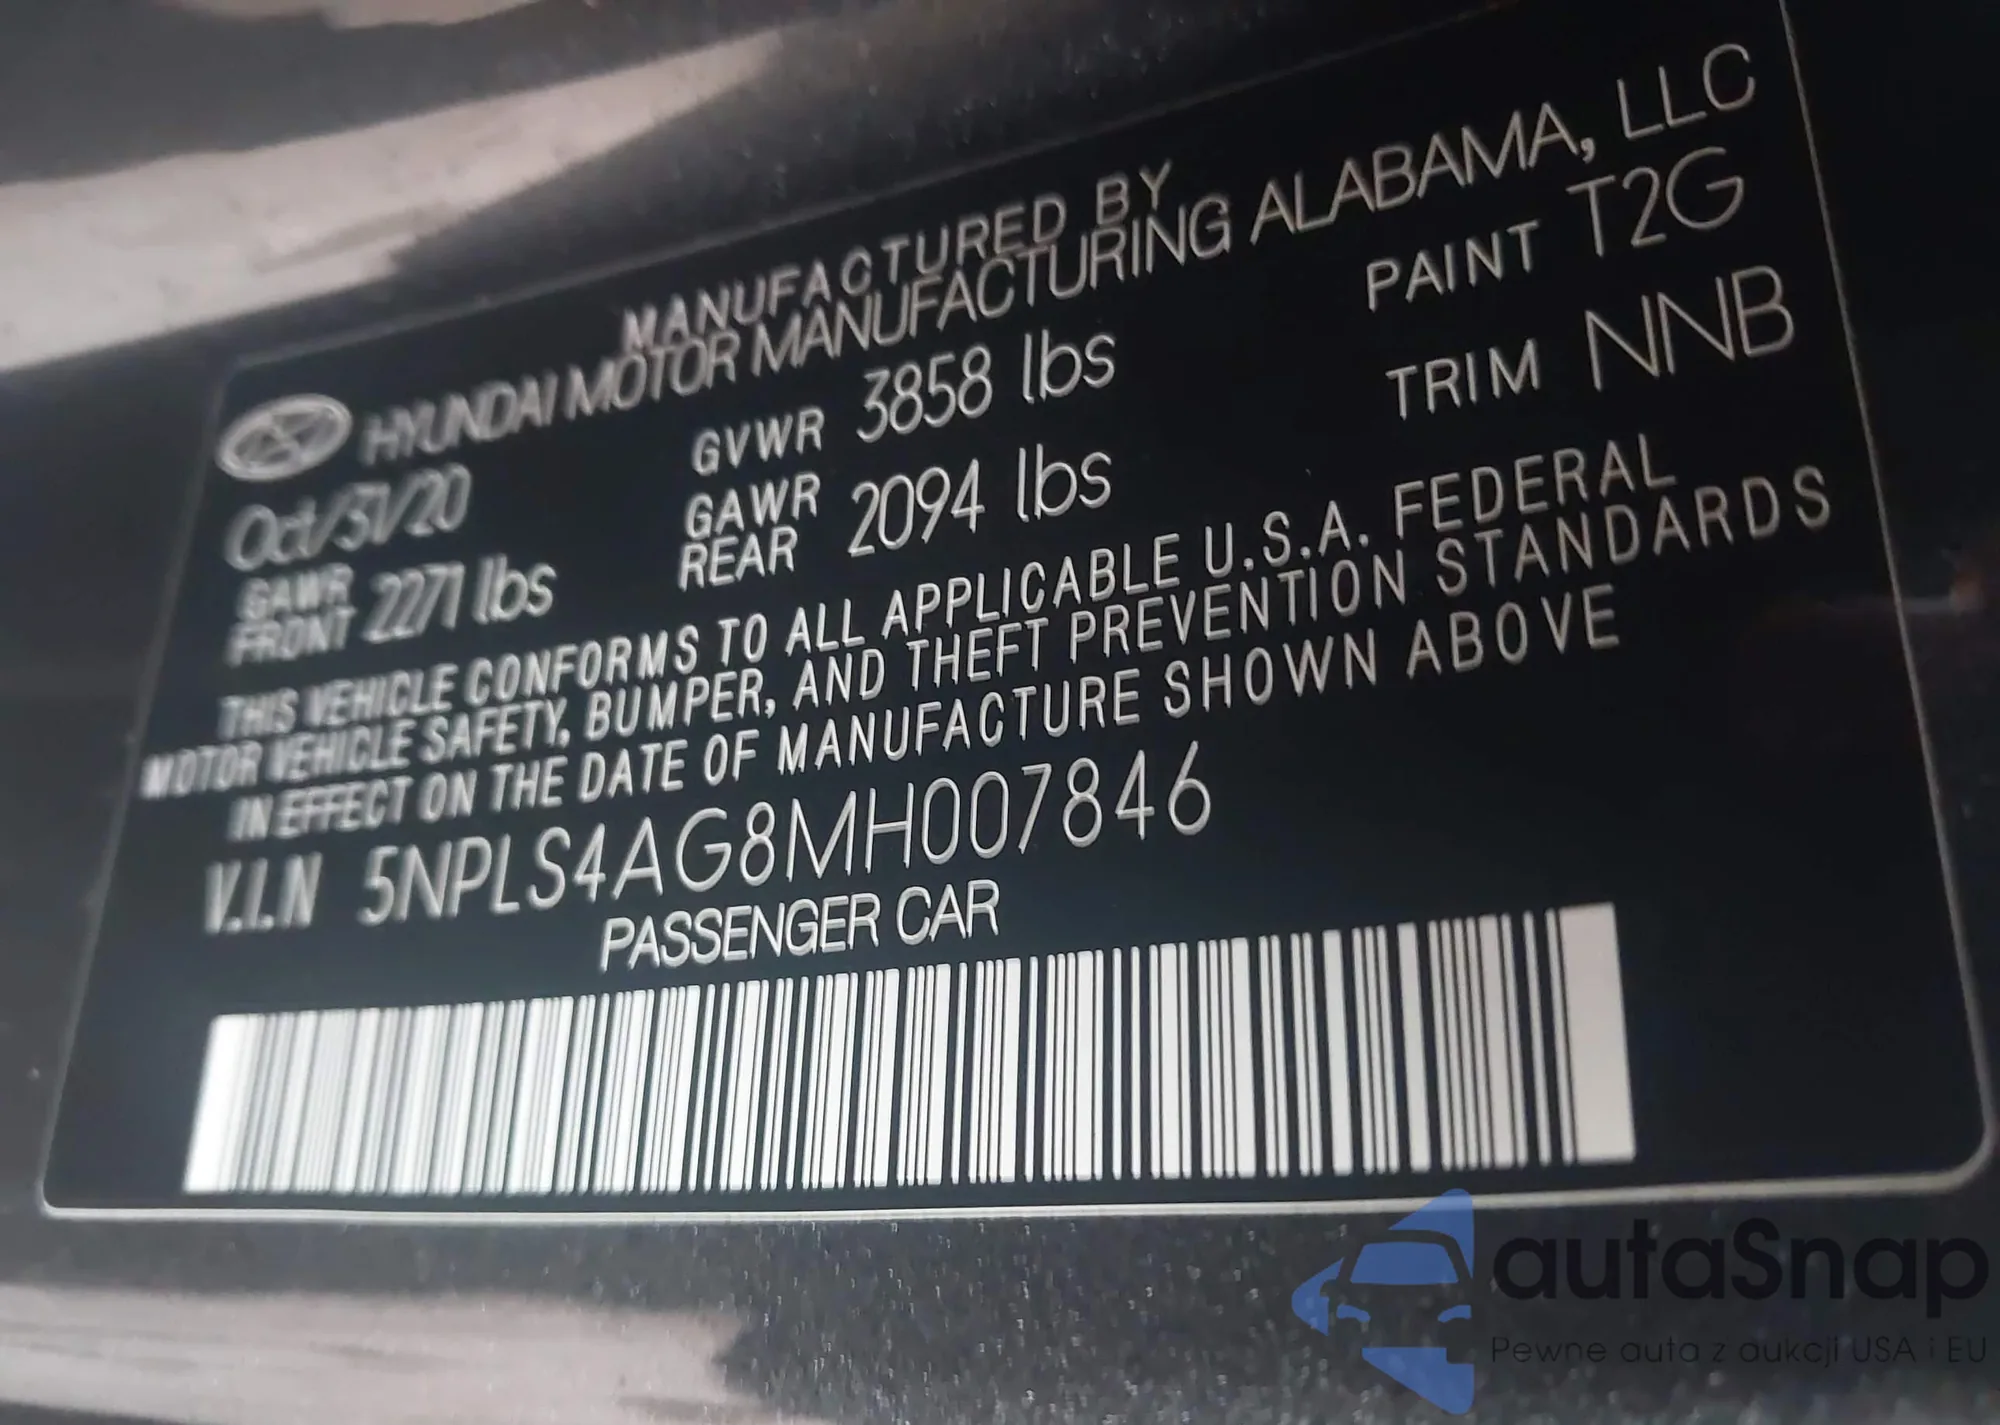 MANUFACTURED BY
HYUNDAI MOTOR MANUFACTURING ALABAMA, LLC
Oct/31/20 GVWR 3858 lbs PAINT T2G
GAWR FRONT 2271 lbs GAWR REAR 2094 lbs TRIM NNB
THIS VEHICLE CONFORMS TO ALL APPLICABLE U.S.A. FEDERAL
MOTOR VEHICLE SAFETY, BUMPER, AND THEFT PREVENTION STANDARDS
IN EFFECT ON THE DATE OF MANUFACTURE SHOWN ABOVE
V.I.N 5NPLS4AG8MH007846
PASSENGER CAR
autaSnap
Pewne auta z aukcji USA i EU